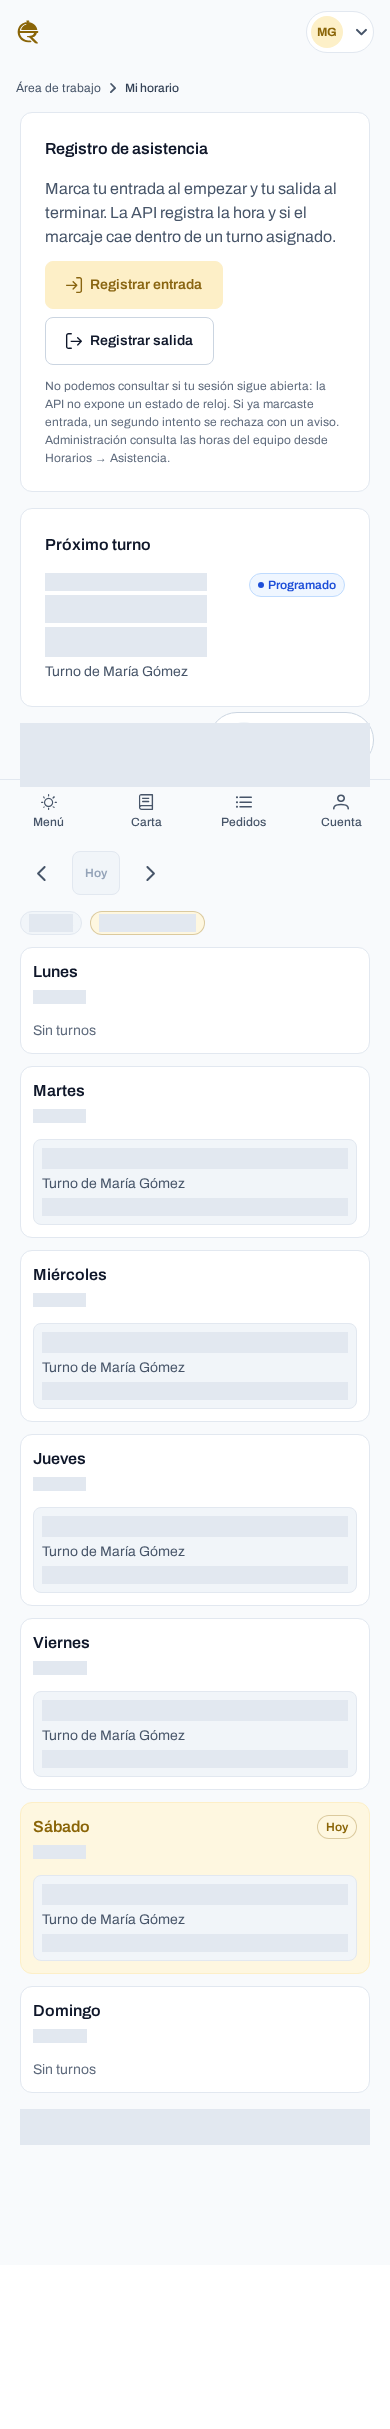 MG
Área de trabajo
Mi horario
Registro de asistencia
Marca tu entrada al empezar y tu salida al
terminar. La API registra la hora y si el
marcaje cae dentro de un turno asignado.
Registrar entrada
Registrar salida
No podemos consultar si tu sesión sigue abierta: la
API no expone un estado de reloj. Si ya marcaste
entrada, un segundo intento se rechaza con un aviso.
Administración consulta las horas del equipo desde
Horarios → Asistencia.
Próximo turno
Programado
Turno de María Gómez
Menú
Carta
Pedidos
Cuenta
Hoy
Lunes
Sin turnos
Martes
Turno de María Gómez
Miércoles
Turno de María Gómez
Jueves
Turno de María Gómez
Viernes
Turno de María Gómez
Sábado
Hoy
Turno de María Gómez
Domingo
Sin turnos